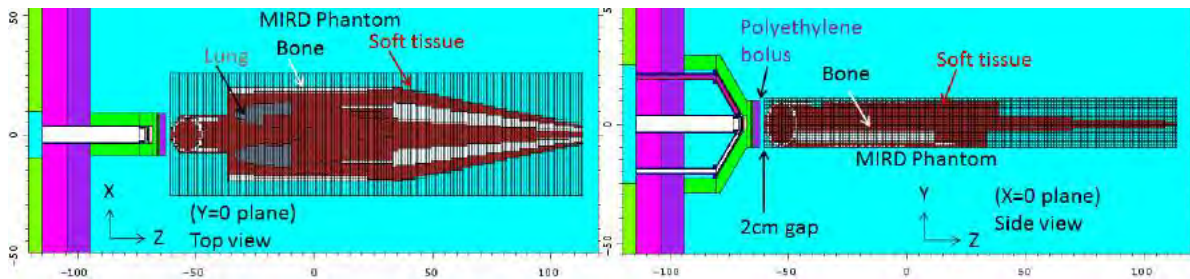 50
0
-50
MIRD Phantom
Bone
Lung
Soft tissue
X
Z
(Y=0 plane)
Top view
-100
-50
0
50
100
50
0
-50
Polyethylene
bolus
Soft tissue
Bone
MIRD Phantom
Y
Z
2cm gap
(X=0 plane)
Side view
-100
-50
0
50
100